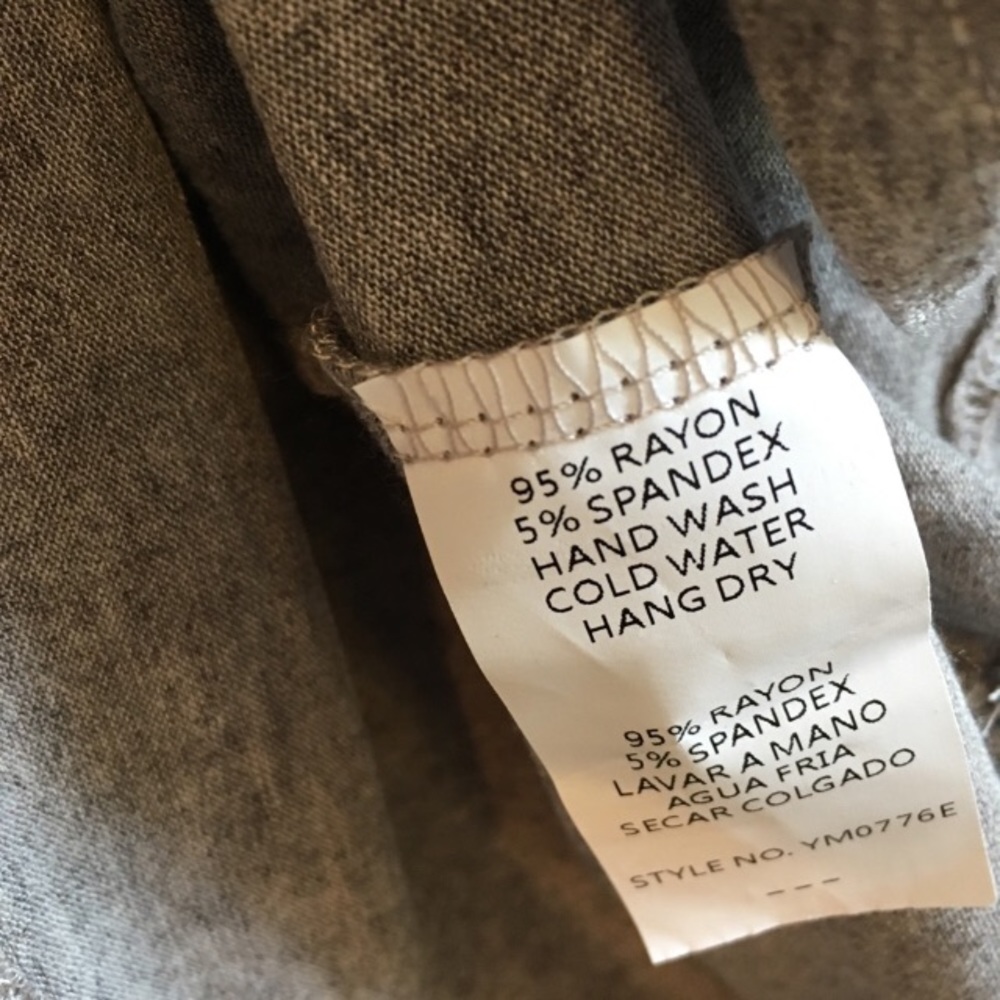 95% RAYON
5% SPANDEX
HAND WASH
COLD WATER
HANG DRY
95% RAYON
5% SPANDEX
LAVAR A MANO
AGUA FRIA
SECAR COLGADO
STYLE NO. YM0776E
---